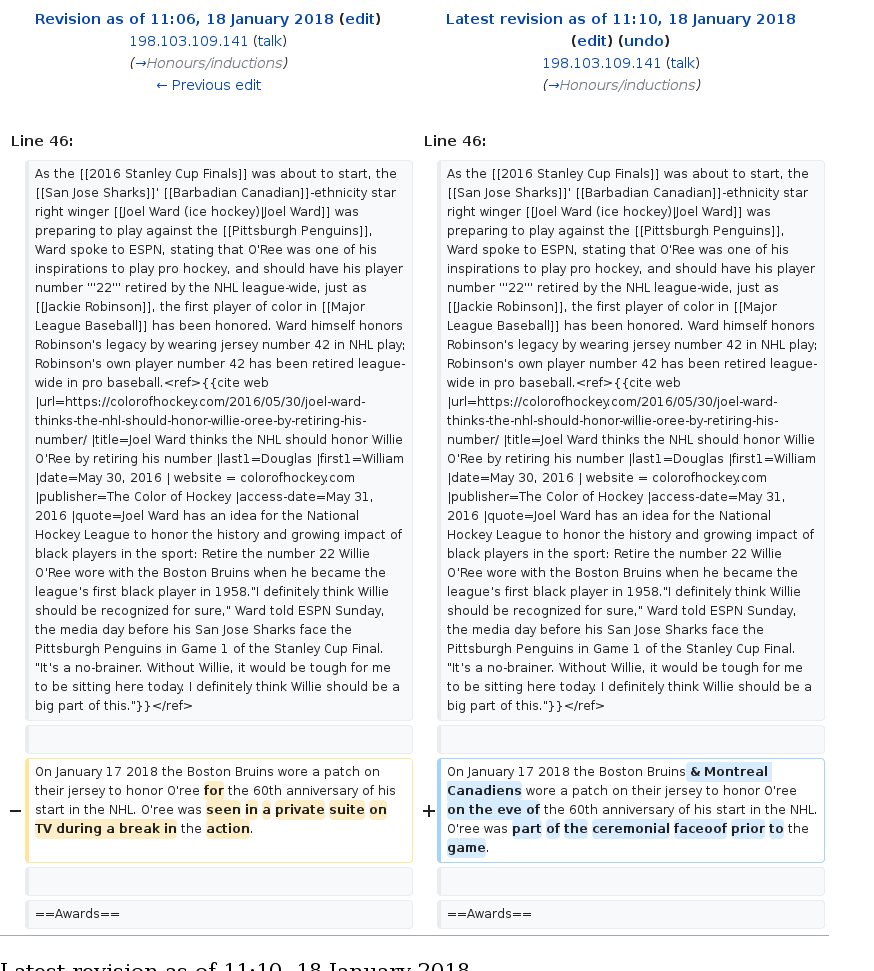 Revision as of 11:06, 18 January 2018 (edit)
198.103.109.141 (talk)
(→Honours/inductions)
← Previous edit
Latest revision as of 11:10, 18 January 2018
(edit) (undo)
198.103.109.141 (talk)
(→Honours/inductions)
Line 46:
As the [[2016 Stanley Cup Finals]] was about to start, the
[[San Jose Sharks]]' [[Barbadian Canadian]]-ethnicity star
right winger [[Joel Ward (ice hockey)|Joel Ward]] was
preparing to play against the [[Pittsburgh Penguins]],
Ward spoke to ESPN, stating that O'Ree was one of his
inspirations to play pro hockey, and should have his player
number '''22''' retired by the NHL league-wide, just as
[[Jackie Robinson]], the first player of color in [[Major
League Baseball]] has been honored. Ward himself honors
Robinson's legacy by wearing jersey number 42 in NHL play;
Robinson's own player number 42 has been retired league-
wide in pro baseball.<ref>{{cite web
|url=https://colorofhockey.com/2016/05/30/joel-ward-
thinks-the-nhl-should-honor-willie-oree-by-retiring-his-
number/ |title=Joel Ward thinks the NHL should honor Willie
O'Ree by retiring his number |last1=Douglas |first1=William
|date=May 30, 2016 | website = colorofhockey.com
|publisher=The Color of Hockey |access-date=May 31,
2016 |quote=Joel Ward has an idea for the National
Hockey League to honor the history and growing impact of
black players in the sport: Retire the number 22 Willie
O'Ree wore with the Boston Bruins when he became the
league's first black player in 1958."I definitely think Willie
should be recognized for sure," Ward told ESPN Sunday,
the media day before his San Jose Sharks face the
Pittsburgh Penguins in Game 1 of the Stanley Cup Final.
"It's a no-brainer. Without Willie, it would be tough for me
to be sitting here today. I definitely think Willie should be a
big part of this."}}</ref>
− On January 17 2018 the Boston Bruins wore a patch on
their jersey to honor O'ree for the 60th anniversary of his
start in the NHL. O'ree was seen in a private suite on
TV during a break in the action.
==Awards==
Line 46:
As the [[2016 Stanley Cup Finals]] was about to start, the
[[San Jose Sharks]]' [[Barbadian Canadian]]-ethnicity star
right winger [[Joel Ward (ice hockey)|Joel Ward]] was
preparing to play against the [[Pittsburgh Penguins]],
Ward spoke to ESPN, stating that O'Ree was one of his
inspirations to play pro hockey, and should have his player
number '''22''' retired by the NHL league-wide, just as
[[Jackie Robinson]], the first player of color in [[Major
League Baseball]] has been honored. Ward himself honors
Robinson's legacy by wearing jersey number 42 in NHL play;
Robinson's own player number 42 has been retired league-
wide in pro baseball.<ref>{{cite web
|url=https://colorofhockey.com/2016/05/30/joel-ward-
thinks-the-nhl-should-honor-willie-oree-by-retiring-his-
number/ |title=Joel Ward thinks the NHL should honor Willie
O'Ree by retiring his number |last1=Douglas |first1=William
|date=May 30, 2016 | website = colorofhockey.com
|publisher=The Color of Hockey |access-date=May 31,
2016 |quote=Joel Ward has an idea for the National
Hockey League to honor the history and growing impact of
black players in the sport: Retire the number 22 Willie
O'Ree wore with the Boston Bruins when he became the
league's first black player in 1958."I definitely think Willie
should be recognized for sure," Ward told ESPN Sunday,
the media day before his San Jose Sharks face the
Pittsburgh Penguins in Game 1 of the Stanley Cup Final.
"It's a no-brainer. Without Willie, it would be tough for me
to be sitting here today. I definitely think Willie should be a
big part of this."}}</ref>
+ On January 17 2018 the Boston Bruins & Montreal
Canadiens wore a patch on their jersey to honor O'ree
on the eve of the 60th anniversary of his start in the NHL.
O'ree was part of the ceremonial faceoof prior to the
game.
==Awards==
Latest revision as of 11:10, 18 January 2018